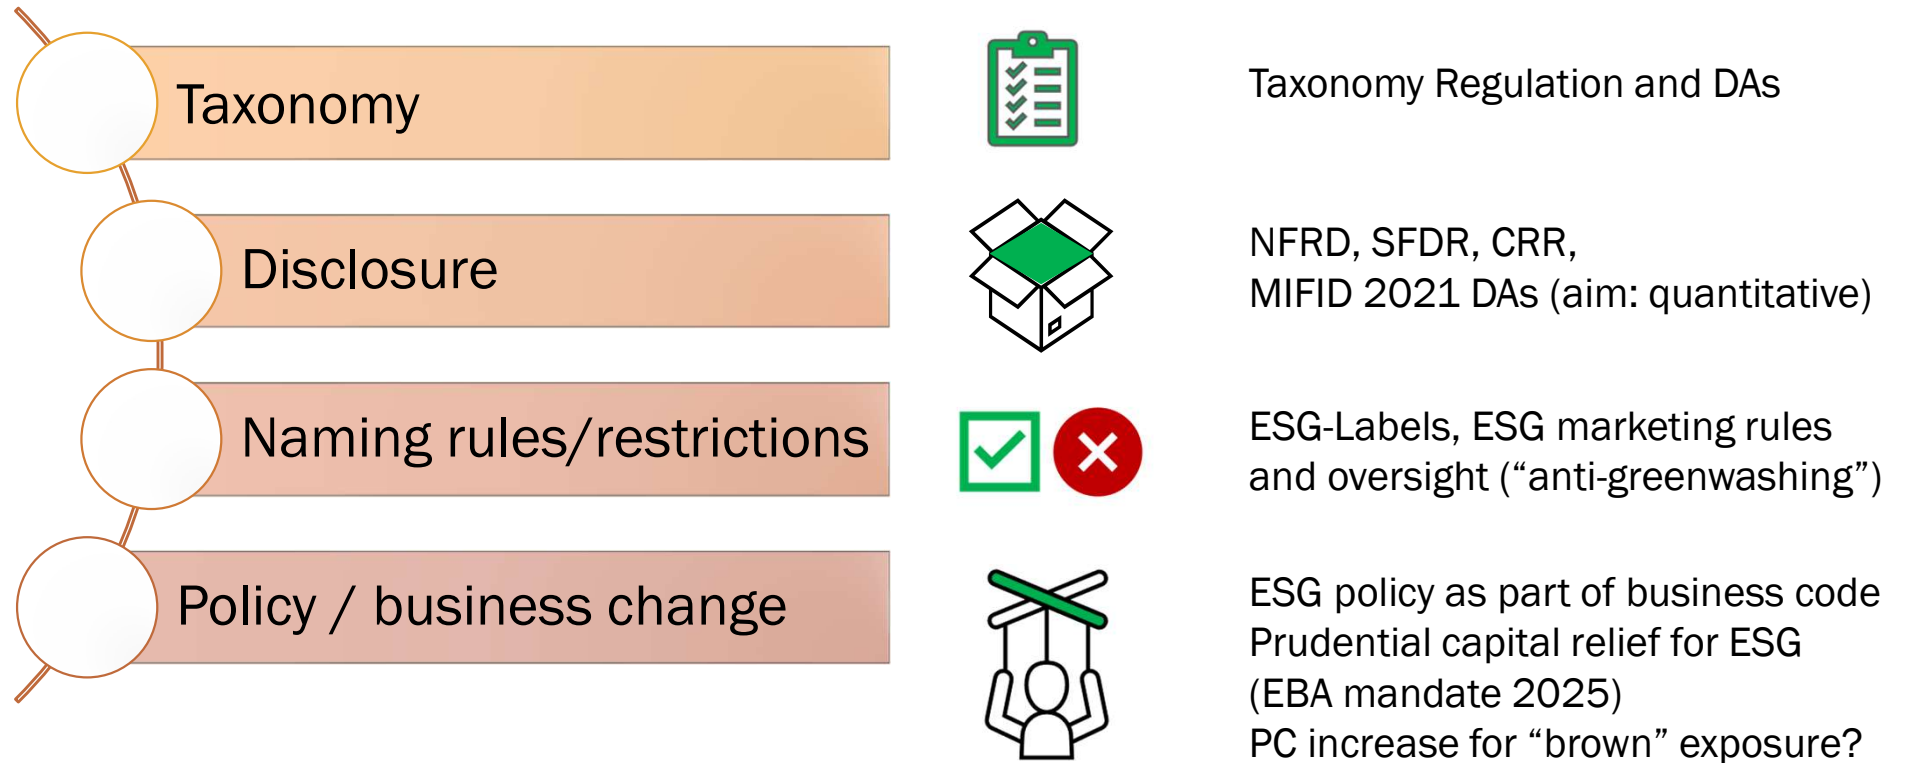 Taxonomy
Taxonomy Regulation and DAs
Disclosure
NFRD, SFDR, CRR,
MIFID 2021 DAs (aim: quantitative)
Naming rules/restrictions
ESG-Labels, ESG marketing rules
and oversight (“anti-greenwashing”)
Policy / business change
ESG policy as part of business code
Prudential capital relief for ESG
(EBA mandate 2025)
PC increase for “brown” exposure?